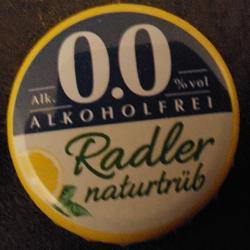 Alk. 0.0 % vol
ALKOHOLFREI
Radler
naturtrüb